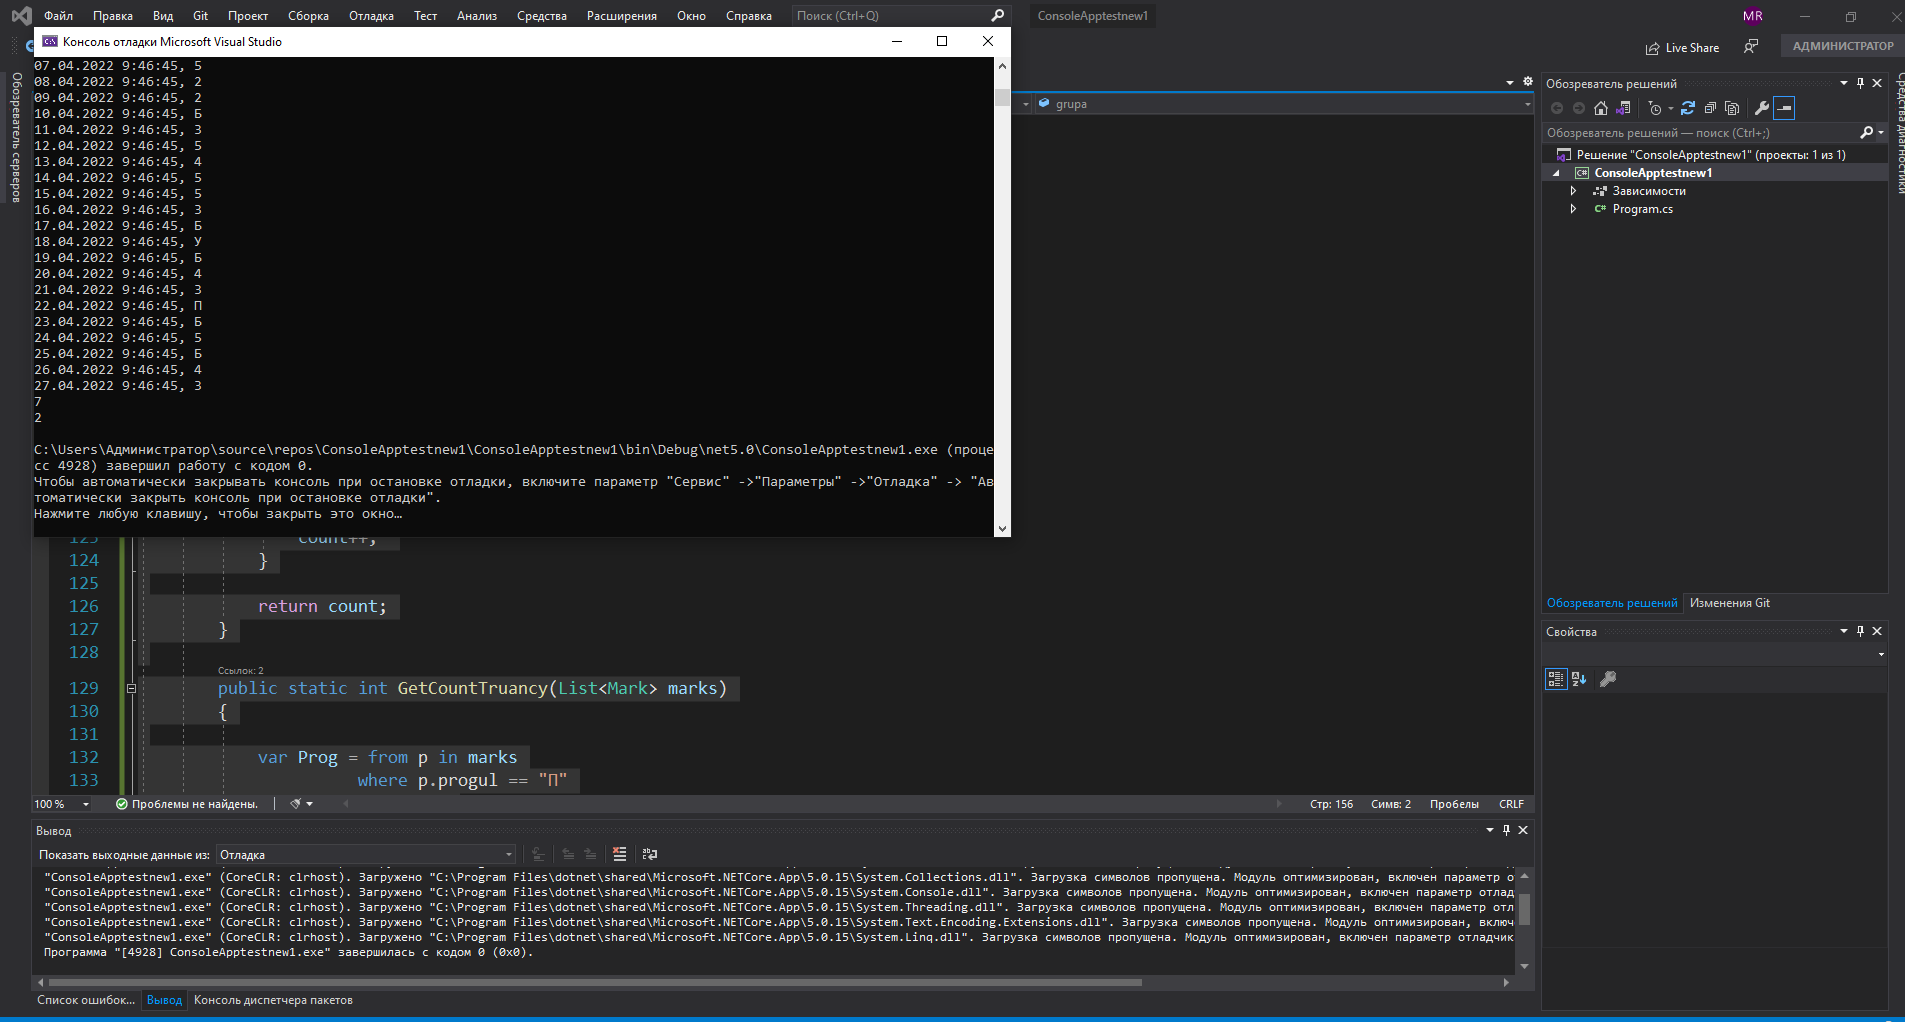 Файл Правка Вид Git Проект Сборка Отладка Тест Анализ Средства Расширения Окно Справка Поиск (Ctrl+Q) ConsoleApptestnew1 MR
Live Share АДМИНИСТРАТОР
Консоль отладки Microsoft Visual Studio
07.04.2022 9:46:45, 5
08.04.2022 9:46:45, 2
09.04.2022 9:46:45, 2
10.04.2022 9:46:45, Б
11.04.2022 9:46:45, 3
12.04.2022 9:46:45, 5
13.04.2022 9:46:45, 4
14.04.2022 9:46:45, 5
15.04.2022 9:46:45, 5
16.04.2022 9:46:45, 3
17.04.2022 9:46:45, Б
18.04.2022 9:46:45, У
19.04.2022 9:46:45, Б
20.04.2022 9:46:45, 4
21.04.2022 9:46:45, 3
22.04.2022 9:46:45, П
23.04.2022 9:46:45, Б
24.04.2022 9:46:45, 5
25.04.2022 9:46:45, Б
26.04.2022 9:46:45, 4
27.04.2022 9:46:45, 3
7
2
C:\Users\Администратор\source\repos\ConsoleApptestnew1\ConsoleApptestnew1\bin\Debug\net5.0\ConsoleApptestnew1.exe (проце
сс 4928) завершил работу с кодом 0.
Чтобы автоматически закрывать консоль при остановке отладки, включите параметр "Сервис" ->"Параметры" ->"Отладка" -> "Ав
томатически закрыть консоль при остановке отладки".
Нажмите любую клавишу, чтобы закрыть это окно…
Обозреватель серверов
grupa
123 count++;
124 }
125
126 return count;
127 }
128
Ссылок: 2
129 public static int GetCountTruancy(List<Mark> marks)
130 {
131
132 var Prog = from p in marks
133 where p.progul == "П"
100 % Проблемы не найдены. Стр: 156 Симв: 2 Пробелы CRLF
Вывод
Показать выходные данные из: Отладка
"ConsoleApptestnew1.exe" (CoreCLR: clrhost). Загружено "C:\Program Files\dotnet\shared\Microsoft.NETCore.App\5.0.15\System.Collections.dll". Загрузка символов пропущена. Модуль оптимизирован, включен параметр о
"ConsoleApptestnew1.exe" (CoreCLR: clrhost). Загружено "C:\Program Files\dotnet\shared\Microsoft.NETCore.App\5.0.15\System.Console.dll". Загрузка символов пропущена. Модуль оптимизирован, включен параметр отлад
"ConsoleApptestnew1.exe" (CoreCLR: clrhost). Загружено "C:\Program Files\dotnet\shared\Microsoft.NETCore.App\5.0.15\System.Threading.dll". Загрузка символов пропущена. Модуль оптимизирован, включен параметр отл
"ConsoleApptestnew1.exe" (CoreCLR: clrhost). Загружено "C:\Program Files\dotnet\shared\Microsoft.NETCore.App\5.0.15\System.Text.Encoding.Extensions.dll". Загрузка символов пропущена. Модуль оптимизирован, включ
"ConsoleApptestnew1.exe" (CoreCLR: clrhost). Загружено "C:\Program Files\dotnet\shared\Microsoft.NETCore.App\5.0.15\System.Linq.dll". Загрузка символов пропущена. Модуль оптимизирован, включен параметр отладчик
Программа "[4928] ConsoleApptestnew1.exe" завершилась с кодом 0 (0x0).
Список ошибок... Вывод Консоль диспетчера пакетов
Обозреватель решений
Обозреватель решений — поиск (Ctrl+;)
Решение "ConsoleApptestnew1" (проекты: 1 из 1)
C# ConsoleApptestnew1
Зависимости
C# Program.cs
Обозреватель решений Изменения Git
Свойства
Средства диагностики